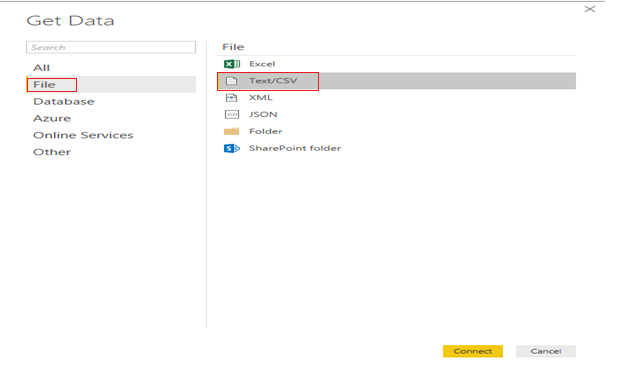 Get Data
Search
All
File
Database
Azure
Online Services
Other
File
Excel
Text/CSV
XML
JSON
Folder
SharePoint folder
Connect
Cancel